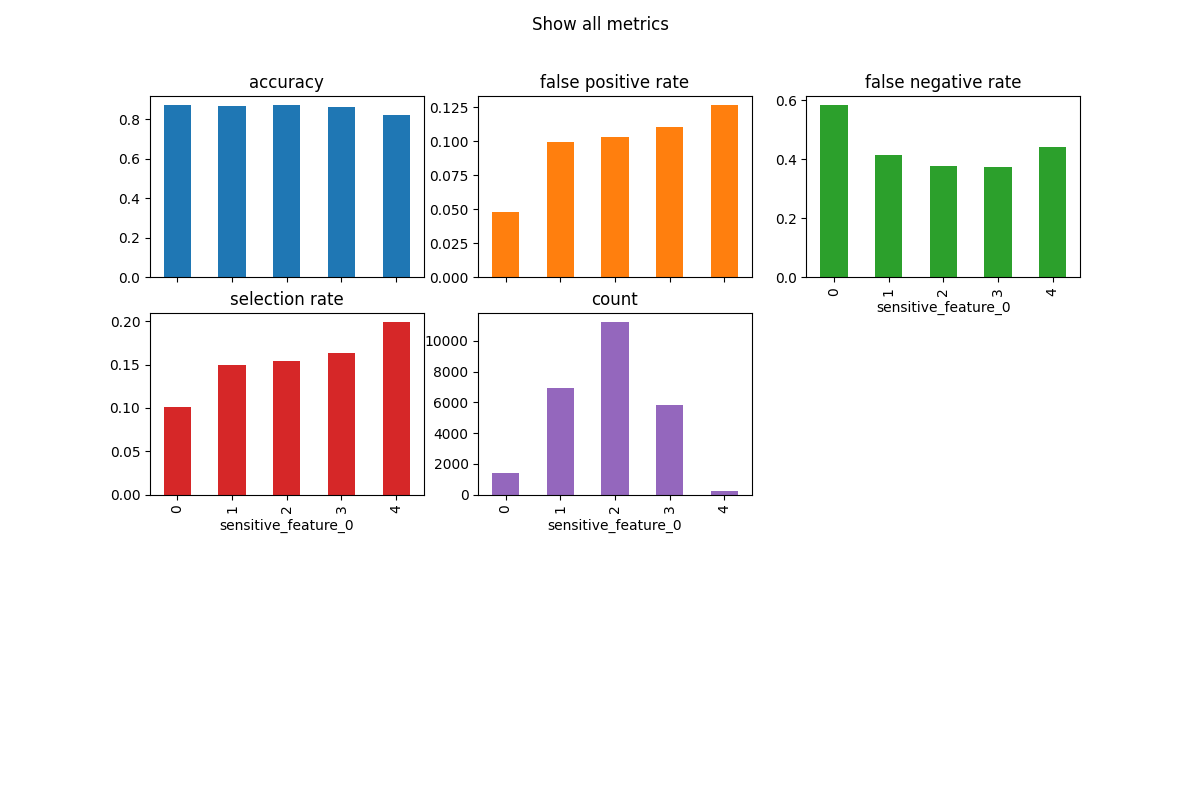 Show all metrics
accuracy
0.8
0.6
0.4
0.2
0.0
false positive rate
0.125
0.100
0.075
0.050
0.025
0.000
false negative rate
0.6
0.4
0.2
0.0
0 1 2 3 4
sensitive_feature_0
selection rate
0.20
0.15
0.10
0.05
0.00
0 1 2 3 4
sensitive_feature_0
count
10000
8000
6000
4000
2000
0
0 1 2 3 4
sensitive_feature_0